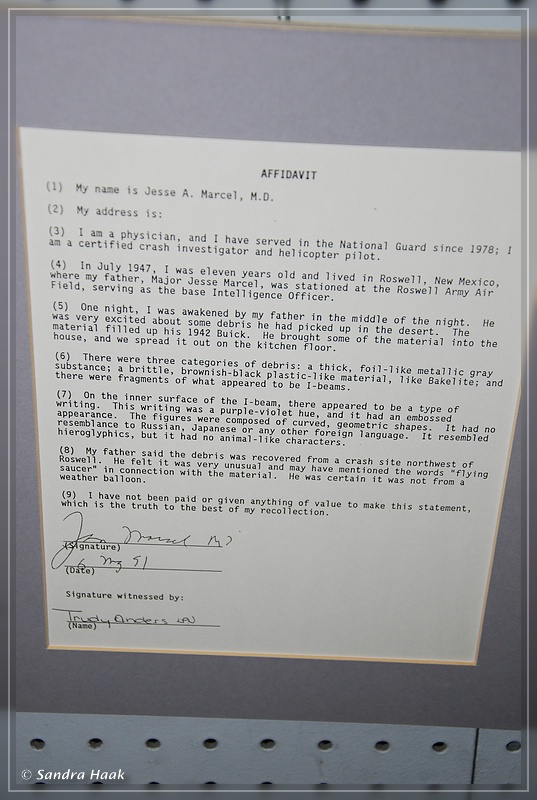 AFFIDAVIT
(1) My name is Jesse A. Marcel, M.D.
(2) My address is:
(3) I am a physician, and I have served in the National Guard since 1978; I
am a certified crash investigator and helicopter pilot.
(4) In July 1947, I was eleven years old and lived in Roswell, New Mexico,
where my father, Major Jesse Marcel, was stationed at the Roswell Army Air
Field, serving as the base Intelligence Officer.
(5) One night, I was awakened by my father in the middle of the night. He
was very excited about some debris he had picked up in the desert. The
material filled up his 1942 Buick. He brought some of the material into the
house, and we spread it out on the kitchen floor.
(6) There were three categories of debris: a thick, foil-like metallic gray
substance; a brittle, brownish-black plastic-like material, like Bakelite; and
there were fragments of what appeared to be I-beams.
(7) On the inner surface of the I-beam, there appeared to be a type of
writing. This writing was a purple-violet hue, and it had an embossed
appearance. The figures were composed of curved, geometric shapes. It had no
resemblance to Russian, Japanese or any other foreign language. It resembled
hieroglyphics, but it had no animal-like characters.
(8) My father said the debris was recovered from a crash site northwest of
Roswell. He felt it was very unusual and may have mentioned the words "flying
saucer" in connection with the material. He was certain it was not from a
weather balloon.
(9) I have not been paid or given anything of value to make this statement,
which is the truth to the best of my recollection.
(Signature)
(Date)
Signature witnessed by:
Trudy Anders
(Name)
© Sandra Haak